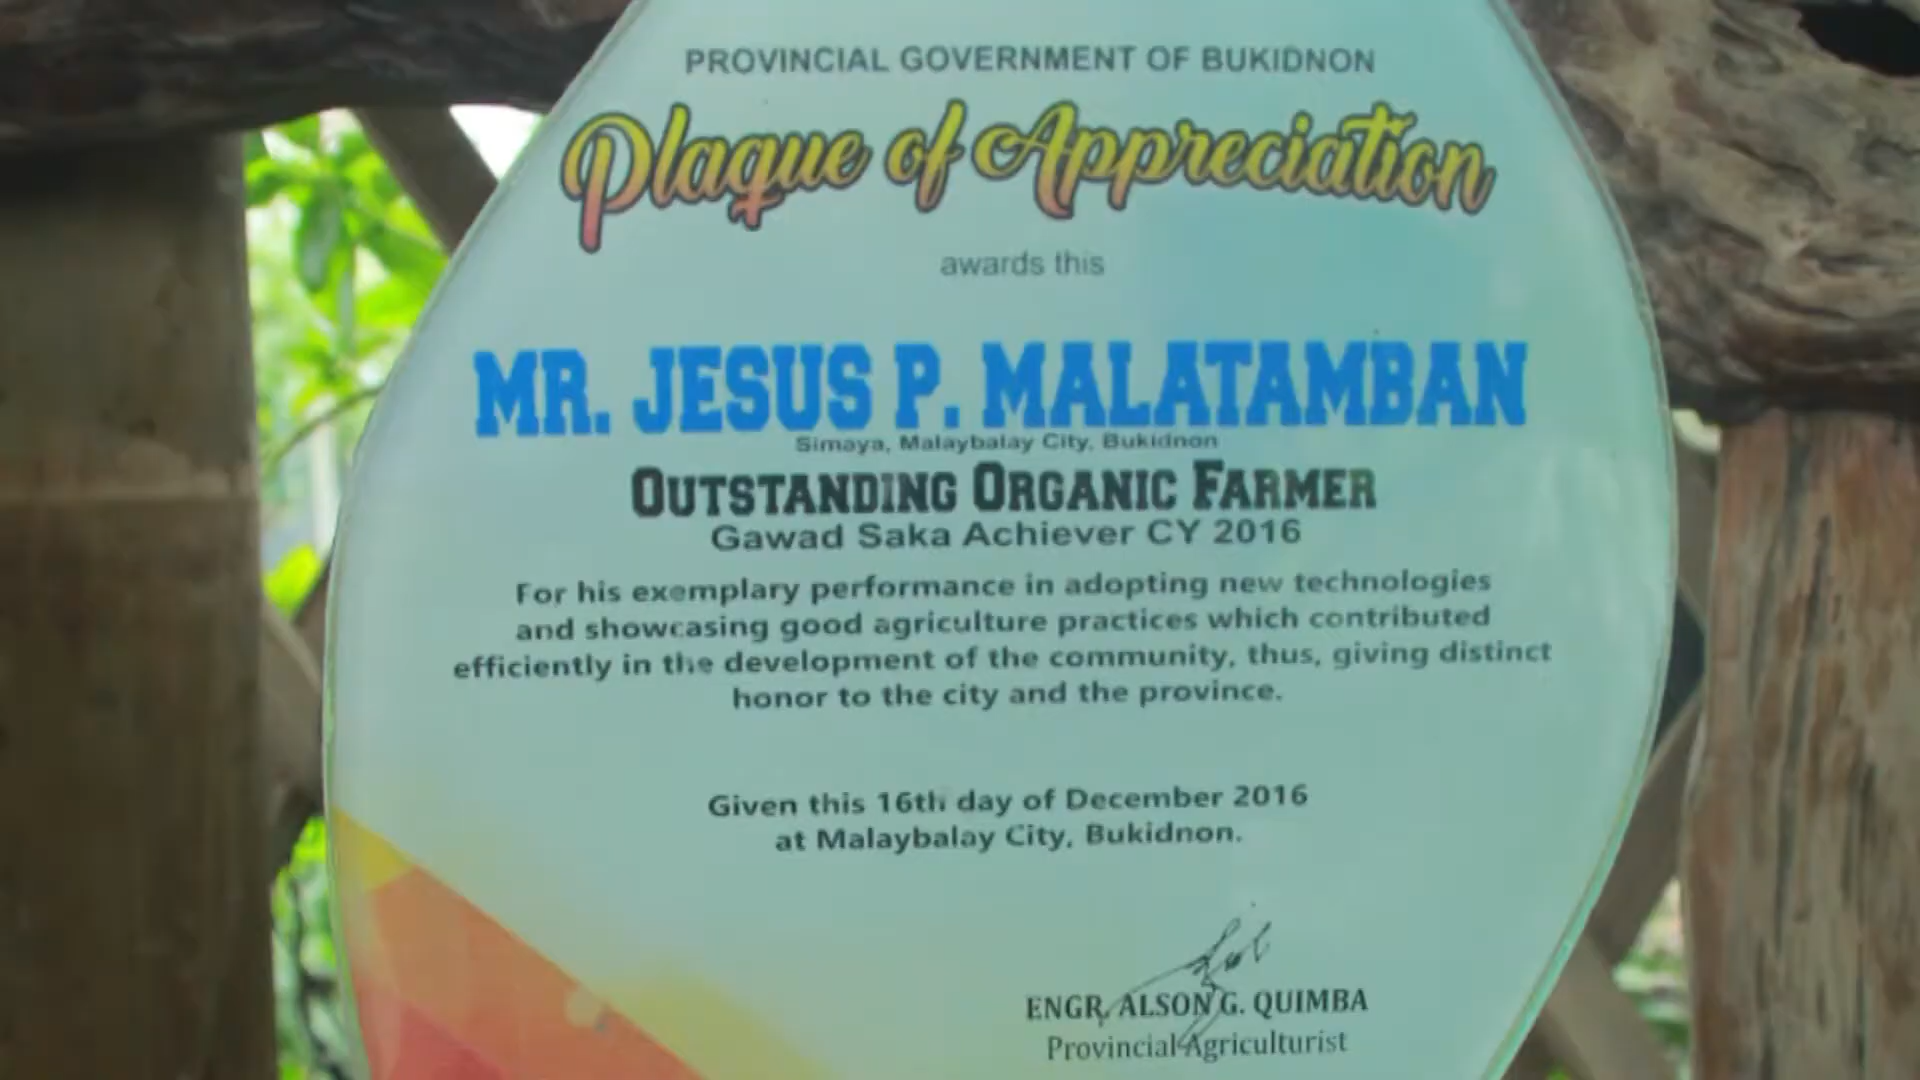 PROVINCIAL GOVERNMENT OF BUKIDNON
Plaque of Appreciation
awards this
MR. JESUS P. MALATAMBAN
Simaya, Malaybalay City, Bukidnon
OUTSTANDING ORGANIC FARMER
Gawad Saka Achiever CY 2016
For his exemplary performance in adopting new technologies
and showcasing good agriculture practices which contributed
efficiently in the development of the community, thus, giving distinct
honor to the city and the province.
Given this 16th day of December 2016
at Malaybalay City, Bukidnon.
ENGR. ALSON G. QUIMBA
Provincial Agriculturist